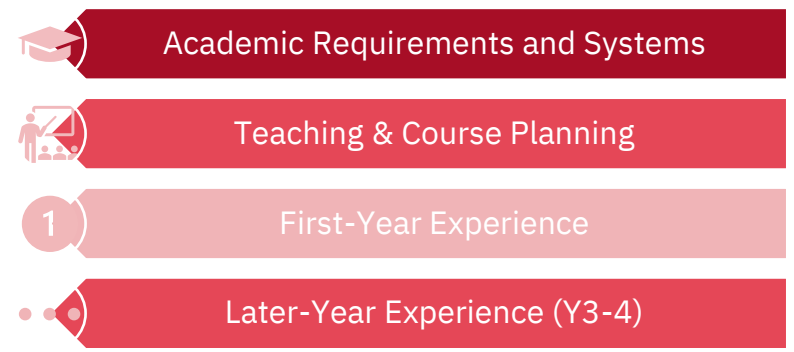 Academic Requirements and Systems
Teaching & Course Planning
1
First-Year Experience
Later-Year Experience (Y3-4)